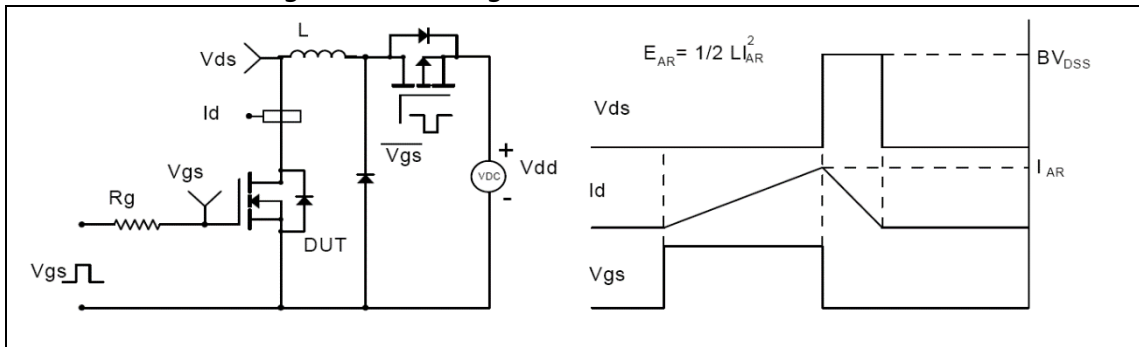 L
Vds
Id
Vgs
Rg
DUT
Vgs
Vgs
+
VDC
-
Vdd
E_AR = 1/2 LI_AR^2
BV_DSS
Vds
I_AR
Id
Vgs